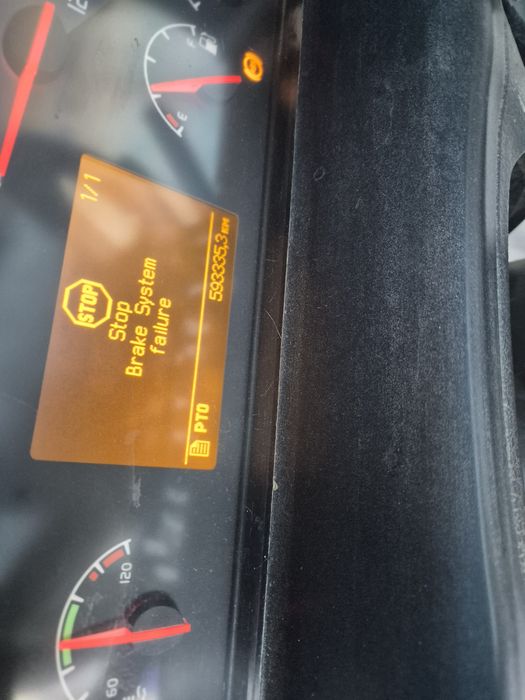 1/1
STOP
Stop
Brake System
failure
PTO
593335,3 KM
120
60